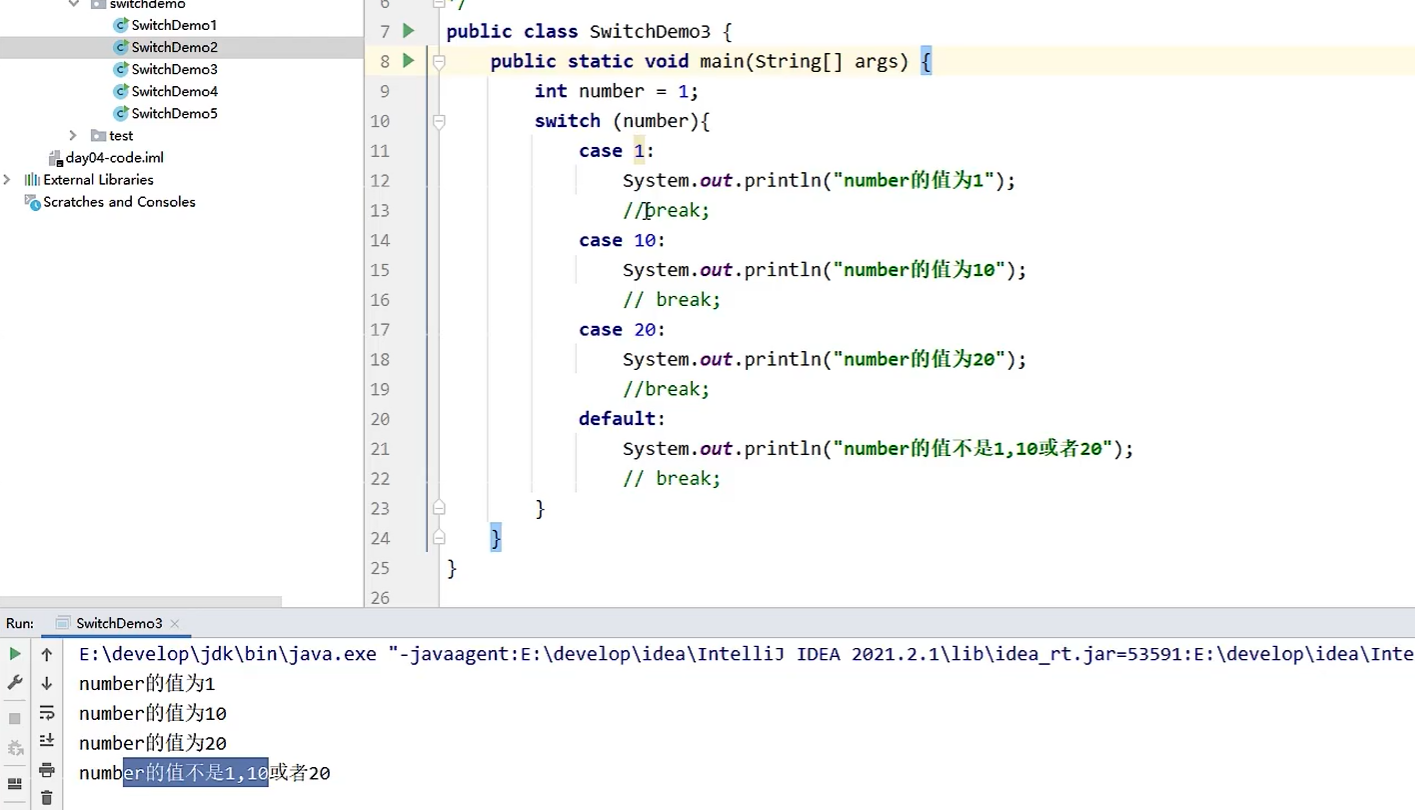 switchdemo
SwitchDemo1
SwitchDemo2
SwitchDemo3
SwitchDemo4
SwitchDemo5
test
day04-code.iml
External Libraries
Scratches and Consoles
6 */
7 public class SwitchDemo3 {
8 public static void main(String[] args) {
9 int number = 1;
10 switch (number){
11 case 1:
12 System.out.println("number的值为1");
13 //break;
14 case 10:
15 System.out.println("number的值为10");
16 // break;
17 case 20:
18 System.out.println("number的值为20");
19 //break;
20 default:
21 System.out.println("number的值不是1,10或者20");
22 // break;
23 }
24 }
25 }
26
Run: SwitchDemo3
E:\develop\jdk\bin\java.exe "-javaagent:E:\develop\idea\IntelliJ IDEA 2021.2.1\lib\idea_rt.jar=53591:E:\develop\idea\Inte
number的值为1
number的值为10
number的值为20
number的值不是1,10或者20